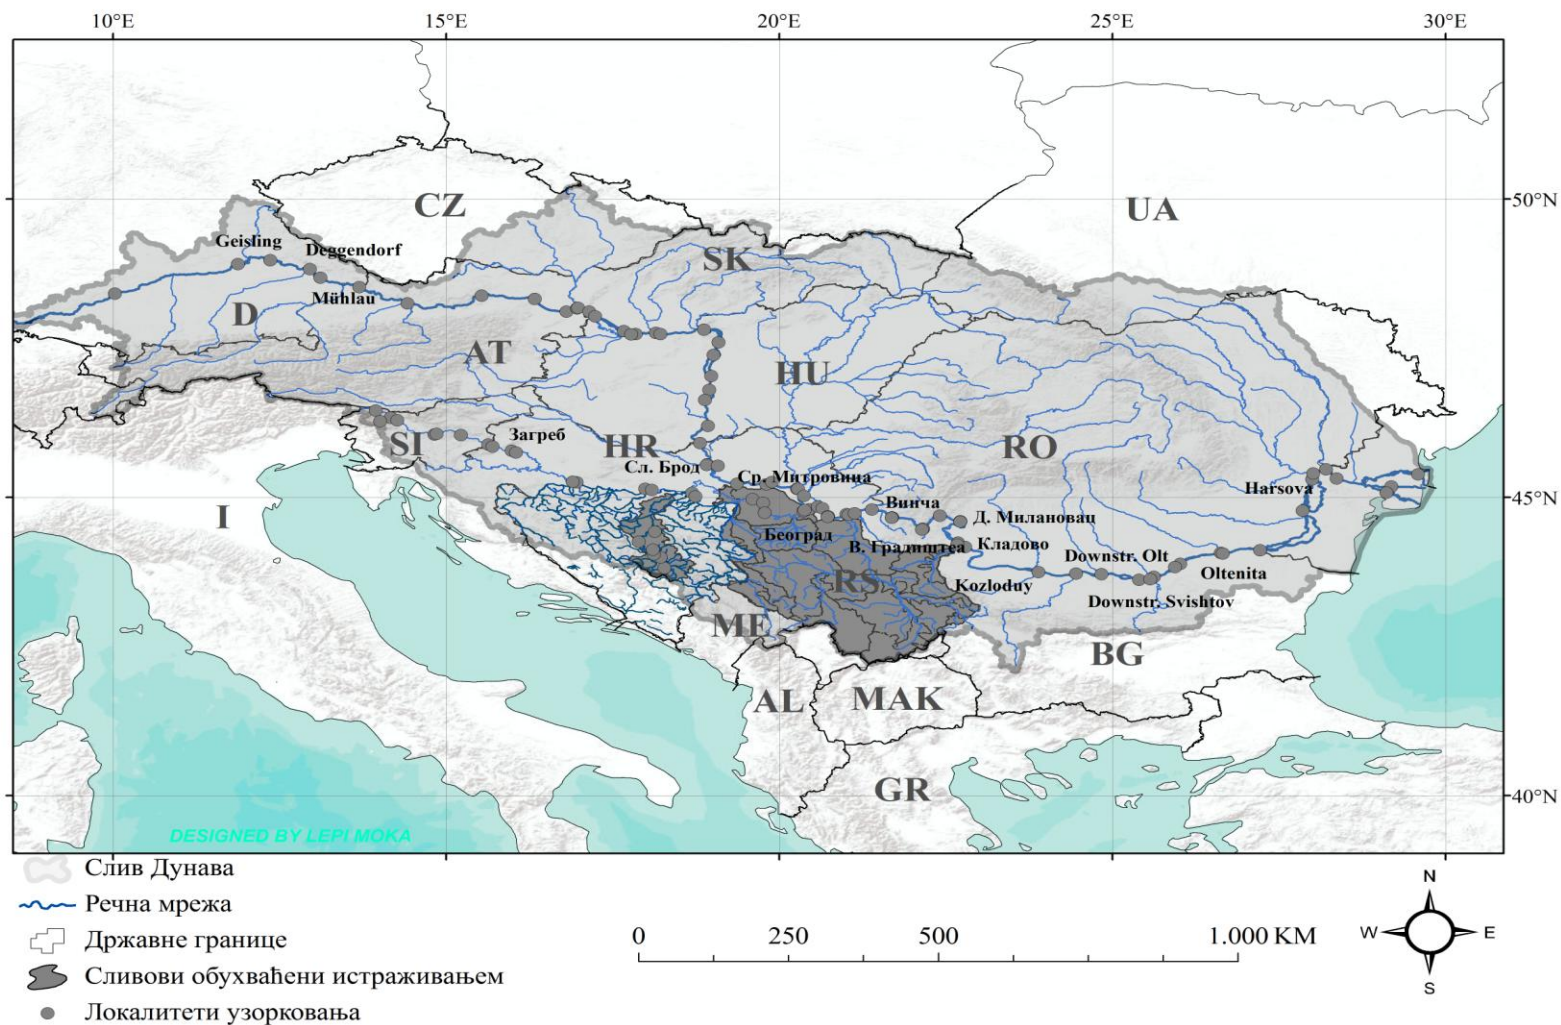 10°E 15°E 20°E 25°E 30°E
CZ
UA
50°N
Geisling
Deggendorf
SK
Mühlau
D
AT
HU
Загреб
SI
HR
RO
Сл. Брод
Ср. Митровица
Harsova
45°N
Винча
I
Д. Милановац
Београд
В. Градиштеа
Кладово
Downstr. Olt
Oltenita
RS
Kozloduy
Downstr. Svishtov
ME
BG
AL
MAK
GR
40°N
DESIGNED BY LEPI MOKA
Слив Дунава
Речна мрежа
Државне границе
Сливови обухваћени истраживањем
Локалитети узорковања
0 250 500 1.000 KM
N
W E
S